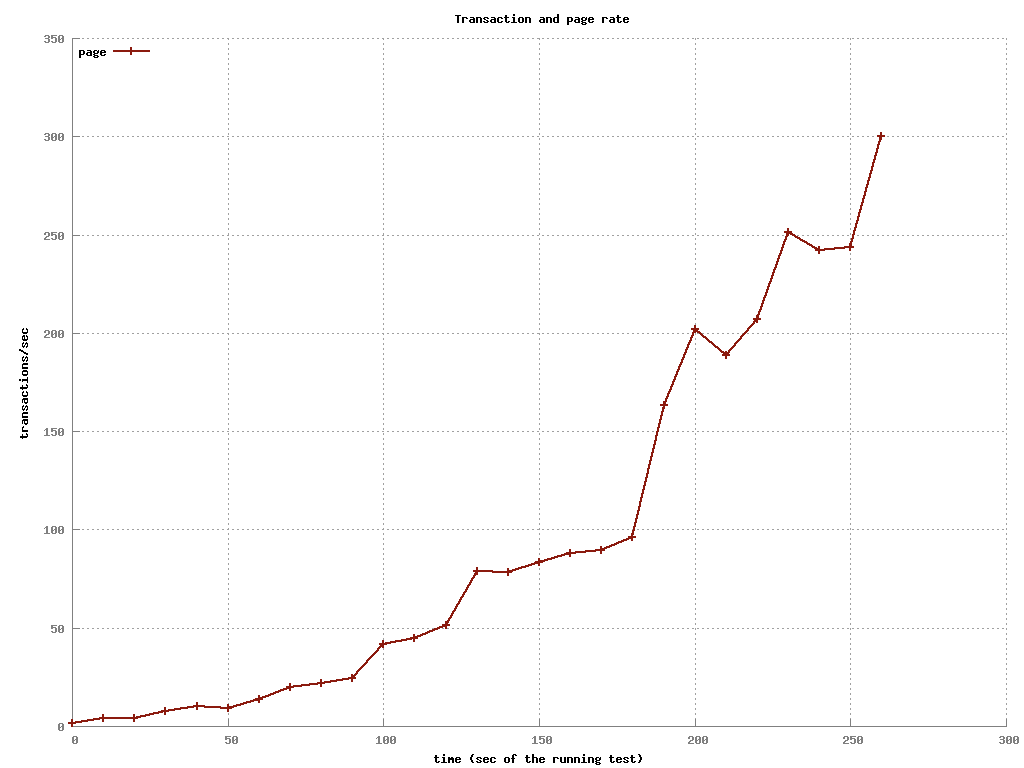 Transaction and page rate
350
page
300
250
200
150
100
50
0
transactions/sec
0 50 100 150 200 250 300
time (sec of the running test)